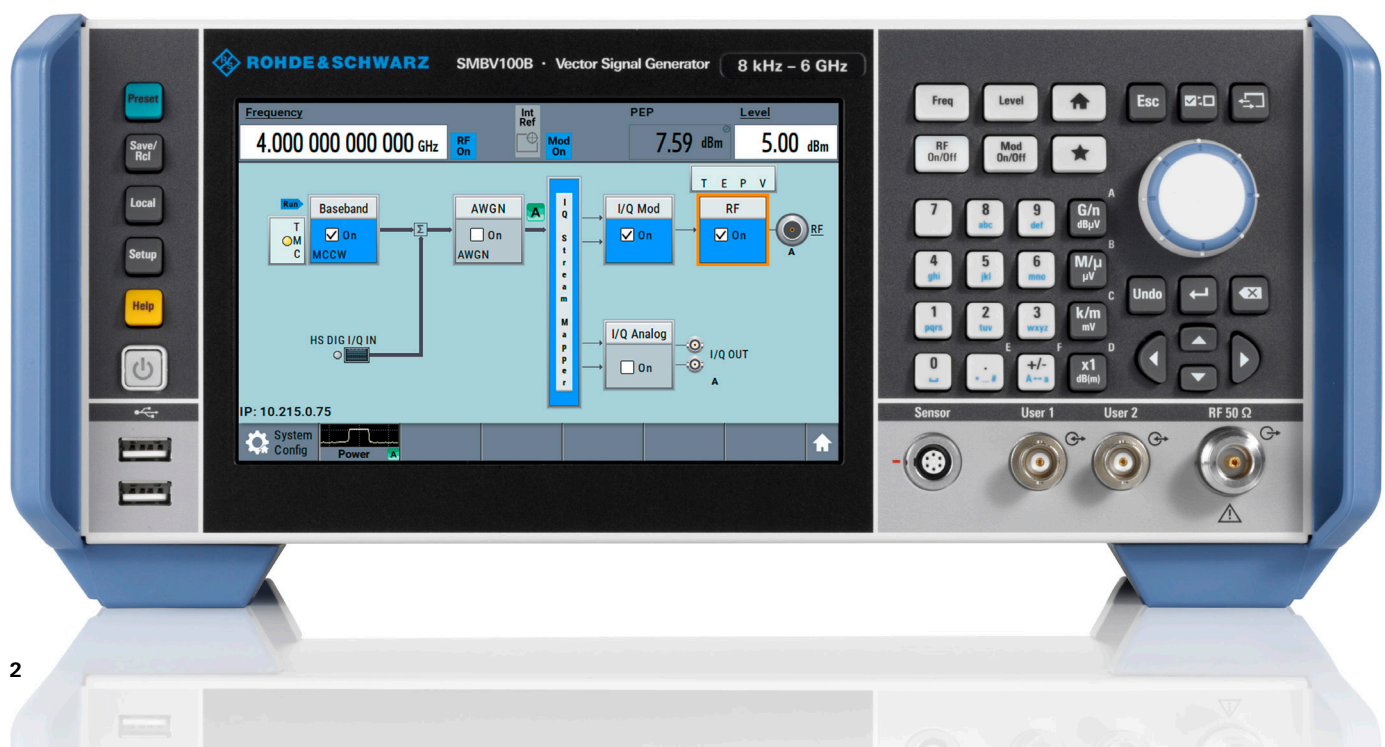 ROHDE&SCHWARZ SMBV100B · Vector Signal Generator 8 kHz – 6 GHz
Preset
Save/
Rcl
Local
Setup
Help
Frequency
4.000 000 000 000 GHz
RF
On
Int
Ref
Mod
On
PEP
7.59 dBm
Level
5.00 dBm
Run
Baseband
On
MCCW
T
M
C
Σ
AWGN
On
AWGN
A
I
Q
S
t
r
e
a
m
M
a
p
p
e
r
I/Q Mod
On
T E P V
RF
On
RF
A
HS DIG I/Q IN
I/Q Analog
On
I/Q OUT
A
IP: 10.215.0.75
System
Config
Power A
Freq
Level
Esc
RF
On/Off
Mod
On/Off
A
7
8
abc
9
def
G/n
dBµV
B
4
ghi
5
jkl
6
mno
M/µ
µV
C
1
pqrs
2
tuv
3
wxyz
k/m
mV
Undo
E
F
D
0
.
*...#
+/-
A↔a
x1
dB(m)
Sensor
User 1
User 2
RF 50 Ω
2